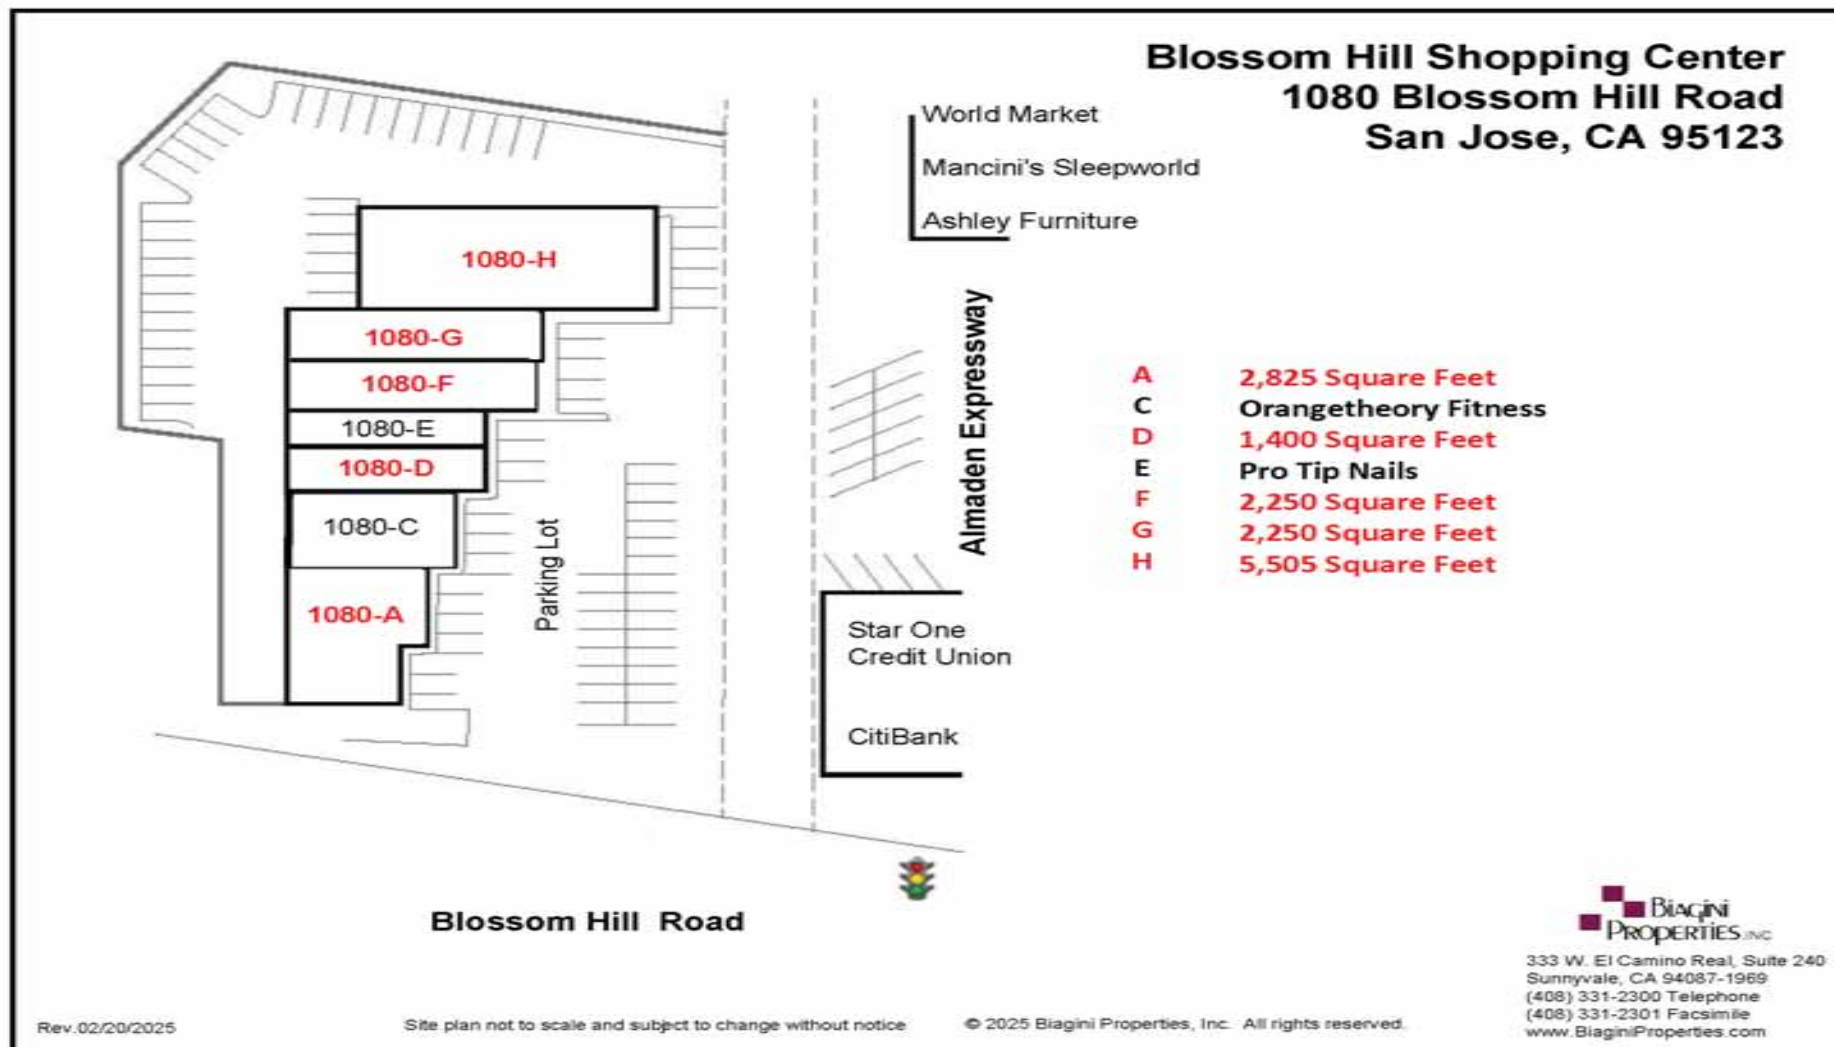 Blossom Hill Shopping Center
1080 Blossom Hill Road
San Jose, CA 95123
World Market
Mancini's Sleepworld
Ashley Furniture
1080-H
1080-G
1080-F
1080-E
1080-D
1080-C
1080-A
Parking Lot
Almaden Expressway
A 2,825 Square Feet
C Orangetheory Fitness
D 1,400 Square Feet
E Pro Tip Nails
F 2,250 Square Feet
G 2,250 Square Feet
H 5,505 Square Feet
Star One
Credit Union
CitiBank
Blossom Hill Road
BIAGINI
PROPERTIES, INC
333 W. El Camino Real, Suite 240
Sunnyvale, CA 94087-1969
(408) 331-2300 Telephone
(408) 331-2301 Facsimile
www.BiaginiProperties.com
Rev.02/20/2025
Site plan not to scale and subject to change without notice
© 2025 Biagini Properties, Inc. All rights reserved.